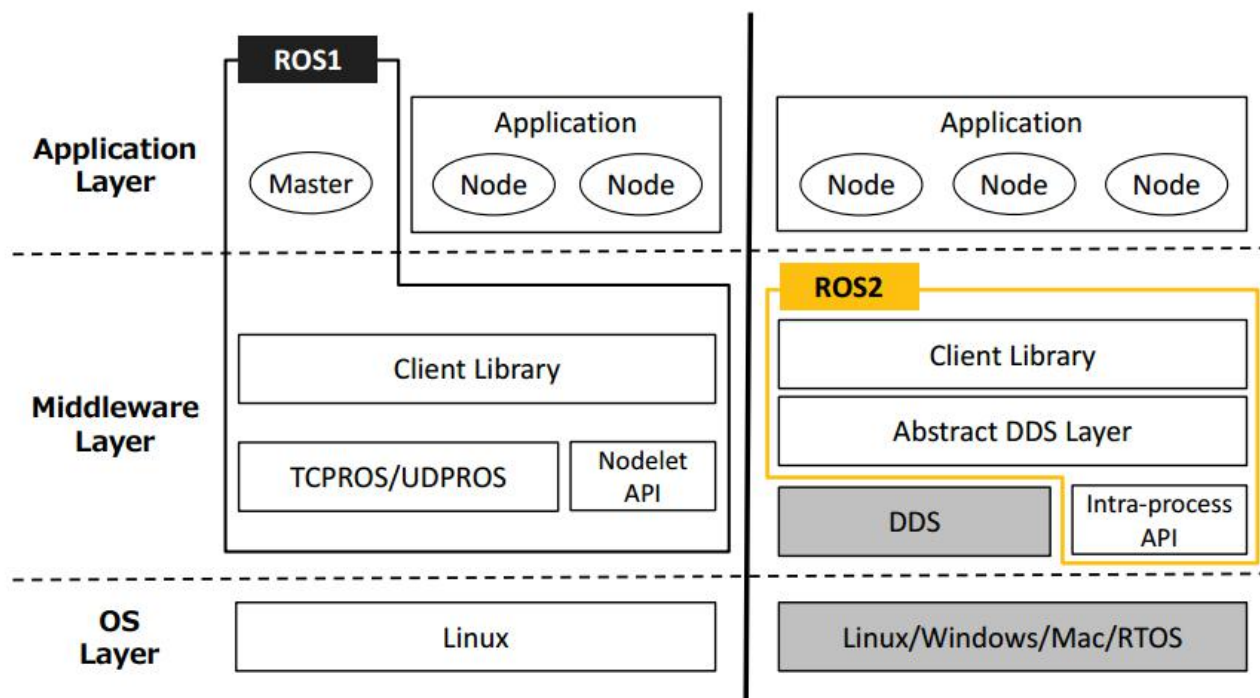 ROS1
Application
Layer
Master
Application
Node
Node
Application
Node
Node
Node
Middleware
Layer
Client Library
TCPROS/UDPROS
Nodelet
API
ROS2
Client Library
Abstract DDS Layer
DDS
Intra-process
API
OS
Layer
Linux
Linux/Windows/Mac/RTOS